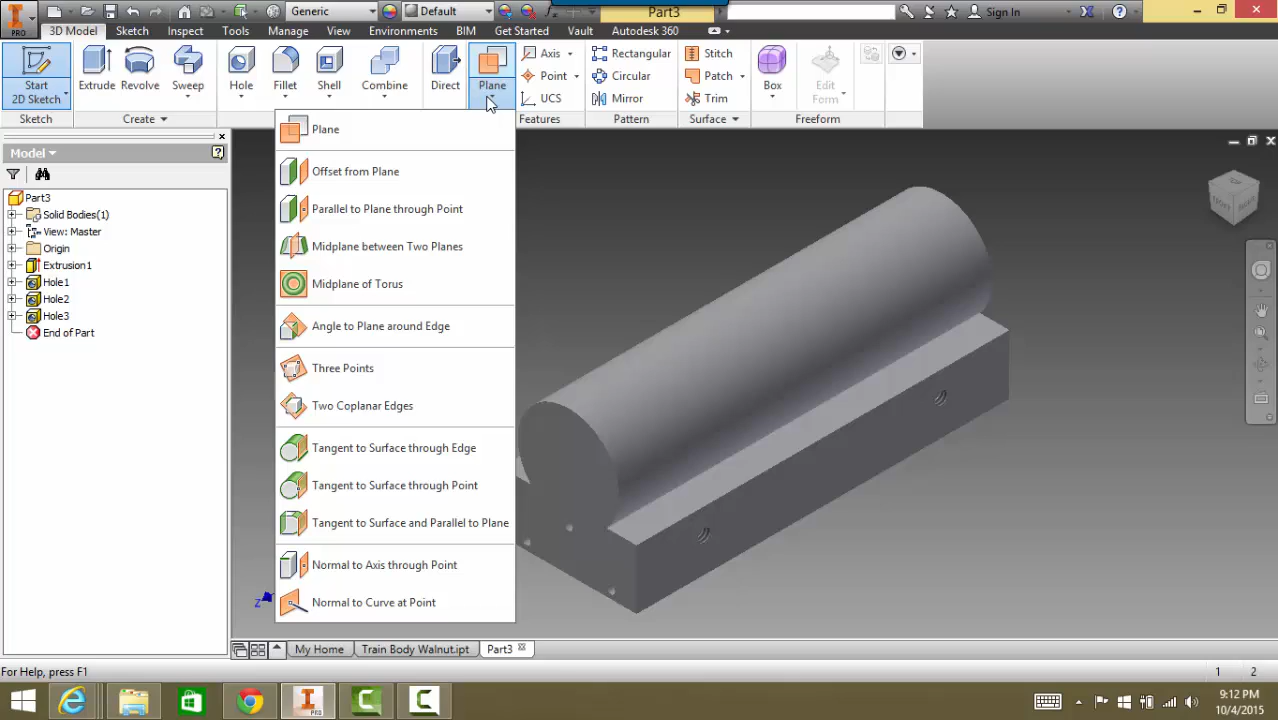 PRO
Generic
Default
Part3
Sign In
3D Model Sketch Inspect Tools Manage View Environments BIM Get Started Vault Autodesk 360
Start
2D Sketch
Extrude Revolve Sweep
Hole Fillet Shell Combine
Direct
Plane
Axis
Point
UCS
Rectangular
Circular
Mirror
Stitch
Patch
Trim
Box
Edit
Form
Sketch
Create
Features
Pattern
Surface
Freeform
Model
Part3
Solid Bodies(1)
View: Master
Origin
Extrusion1
Hole1
Hole2
Hole3
End of Part
Plane
Offset from Plane
Parallel to Plane through Point
Midplane between Two Planes
Midplane of Torus
Angle to Plane around Edge
Three Points
Two Coplanar Edges
Tangent to Surface through Edge
Tangent to Surface through Point
Tangent to Surface and Parallel to Plane
Normal to Axis through Point
Normal to Curve at Point
Z
My Home
Train Body Walnut.ipt
Part3
For Help, press F1
1 2
PRO
9:12 PM
10/4/2015